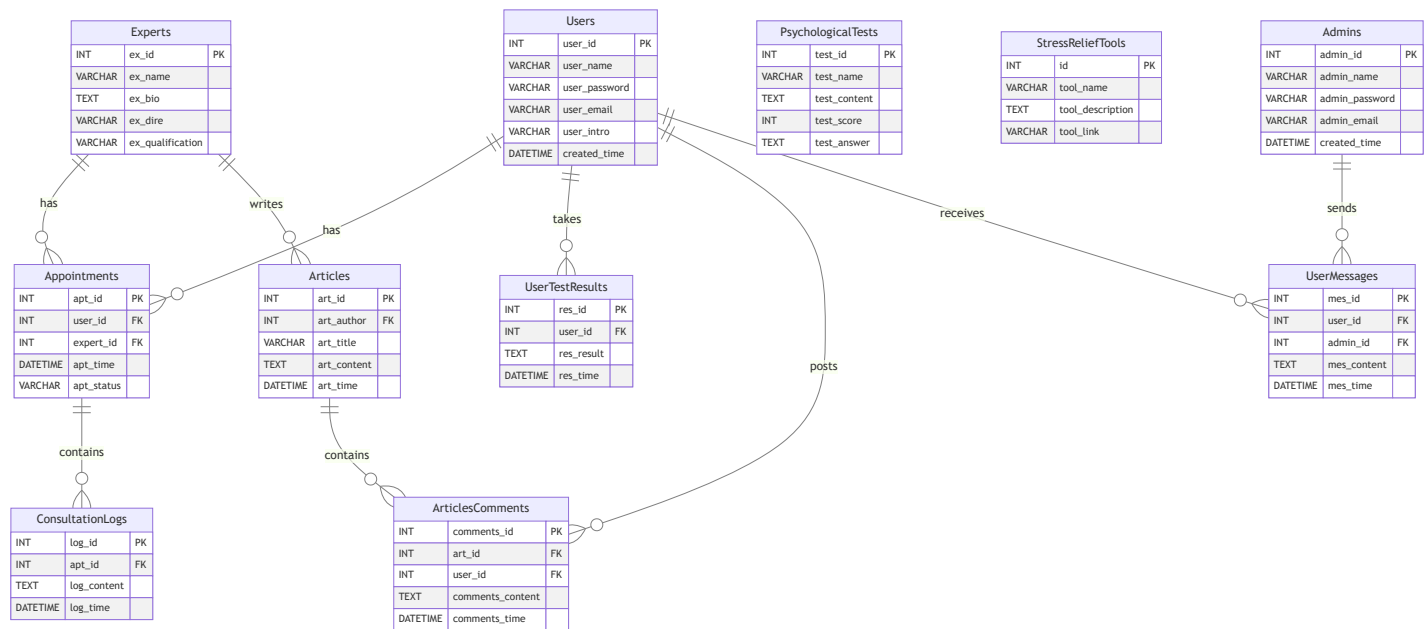 Experts
INT ex_id PK
VARCHAR ex_name
TEXT ex_bio
VARCHAR ex_dire
VARCHAR ex_qualification
Users
INT user_id PK
VARCHAR user_name
VARCHAR user_password
VARCHAR user_email
VARCHAR user_intro
DATETIME created_time
PsychologicalTests
INT test_id PK
VARCHAR test_name
TEXT test_content
INT test_score
TEXT test_answer
StressReliefTools
INT id PK
VARCHAR tool_name
TEXT tool_description
VARCHAR tool_link
Admins
INT admin_id PK
VARCHAR admin_name
VARCHAR admin_password
VARCHAR admin_email
DATETIME created_time
has
writes
has
takes
receives
sends
Appointments
INT apt_id PK
INT user_id FK
INT expert_id FK
DATETIME apt_time
VARCHAR apt_status
Articles
INT art_id PK
INT art_author FK
VARCHAR art_title
TEXT art_content
DATETIME art_time
UserTestResults
INT res_id PK
INT user_id FK
TEXT res_result
DATETIME res_time
UserMessages
INT mes_id PK
INT user_id FK
INT admin_id FK
TEXT mes_content
DATETIME mes_time
posts
contains
contains
ConsultationLogs
INT log_id PK
INT apt_id FK
TEXT log_content
DATETIME log_time
ArticlesComments
INT comments_id PK
INT art_id FK
INT user_id FK
TEXT comments_content
DATETIME comments_time